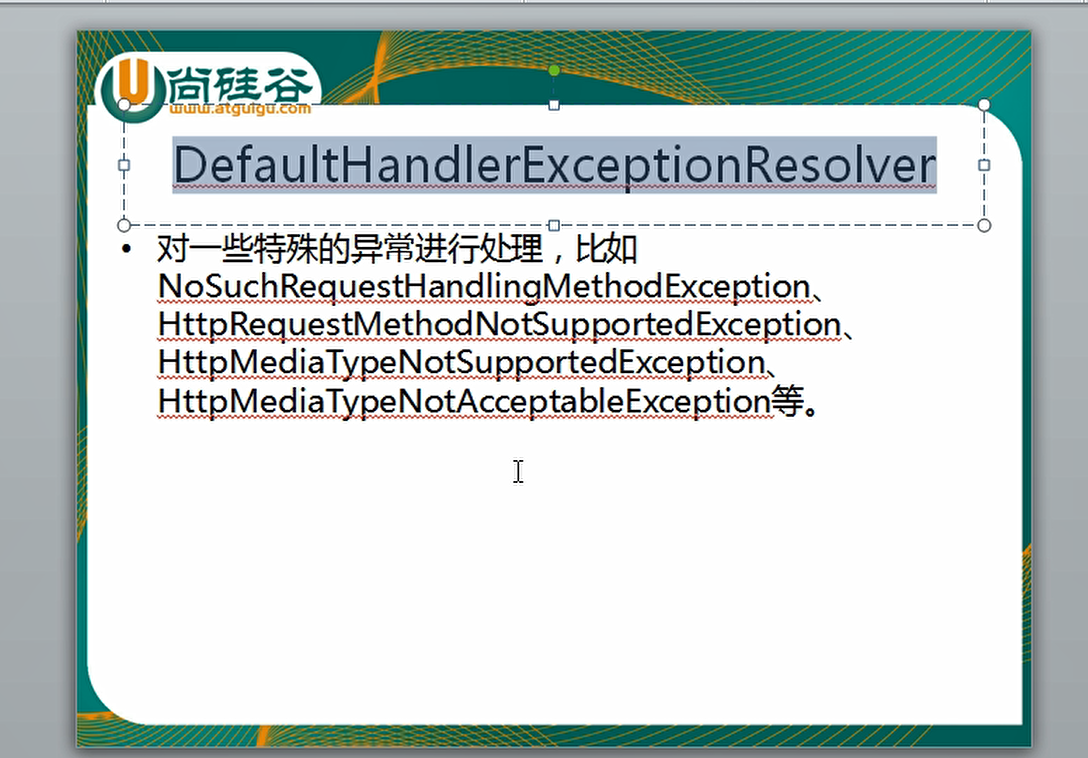 尚硅谷
www.atguigu.com
DefaultHandlerExceptionResolver
• 对一些特殊的异常进行处理，比如
NoSuchRequestHandlingMethodException、
HttpRequestMethodNotSupportedException、
HttpMediaTypeNotSupportedException、
HttpMediaTypeNotAcceptableException等。